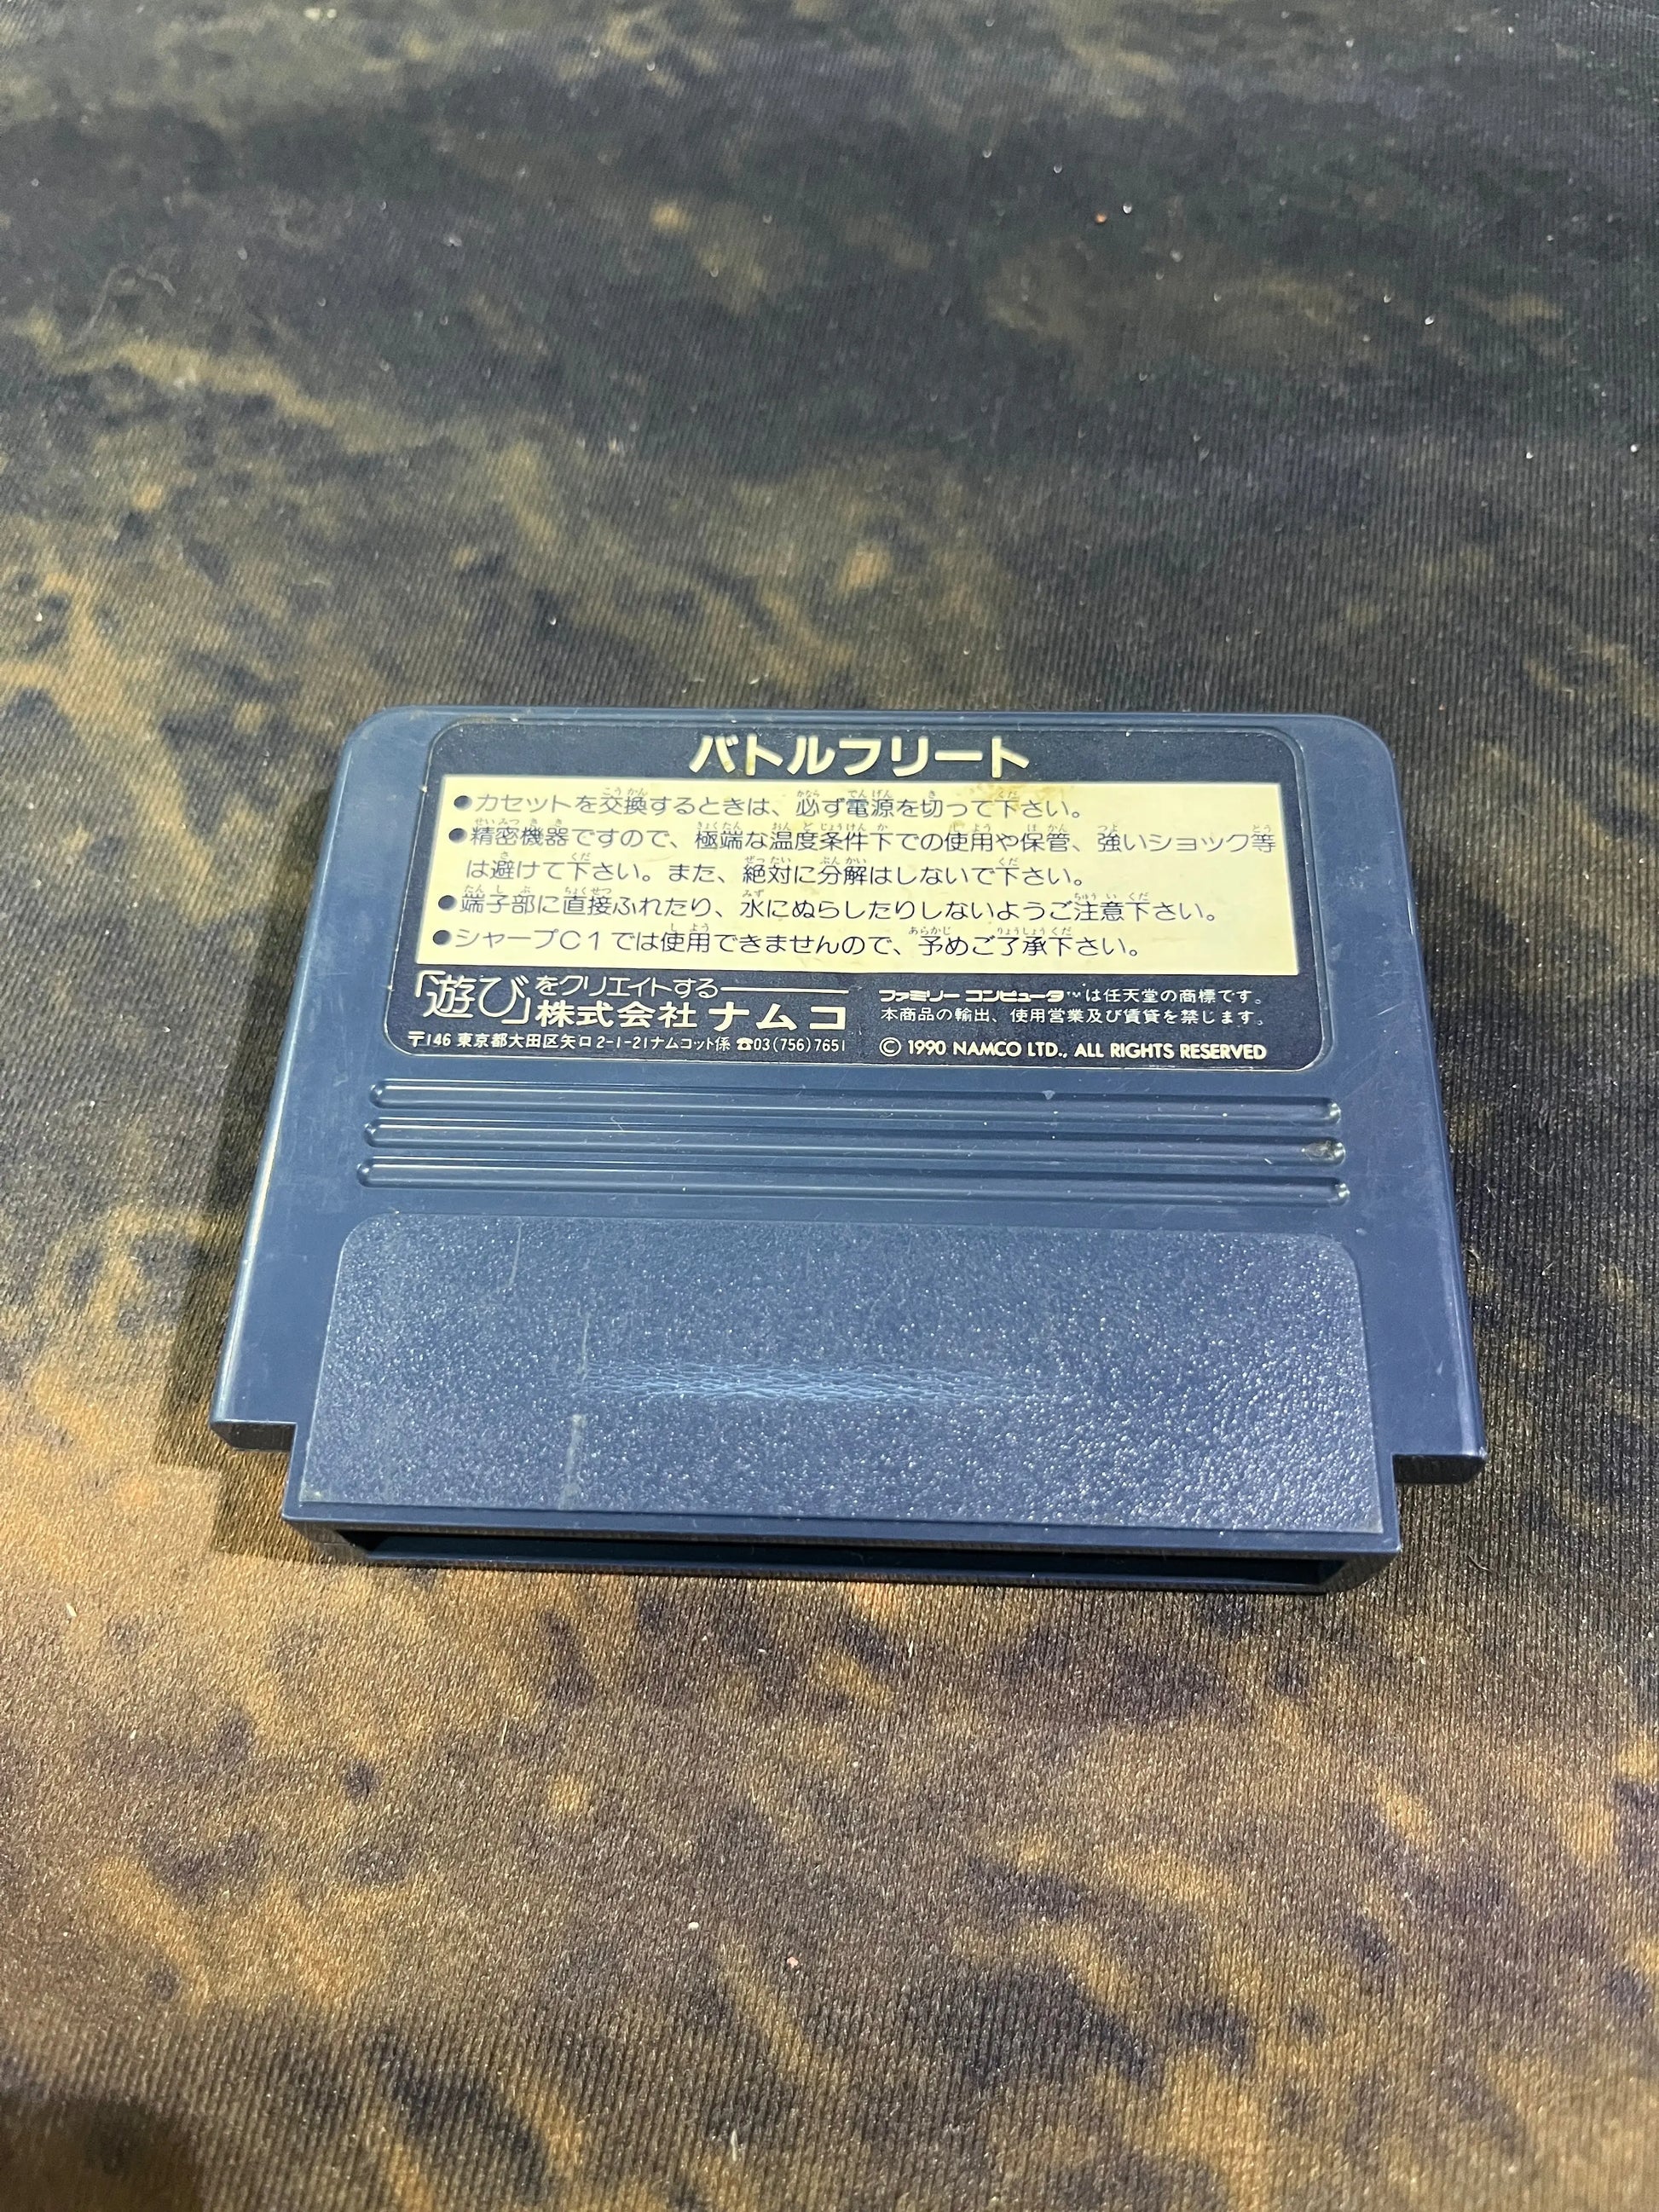 バトルフリート
●カセットを交換するときは、必ず電源を切って下さい。
●精密機器ですので、極端な温度条件下での使用や保管、強いショック等
は避けて下さい。また、絶対に分解はしないで下さい。
●端子部に直接ふれたり、水にぬらしたりしないようご注意下さい。
●シャープC1では使用できませんので、予めご了承下さい。
「遊び」をクリエイトする
株式会社ナムコ
〒146 東京都大田区矢口2-1-21ナムコット係 ☎03(756)7651
ファミリーコンピュータ™は任天堂の商標です。
本商品の輸出、使用営業及び賃貸を禁じます。
© 1990 NAMCO LTD., ALL RIGHTS RESERVED